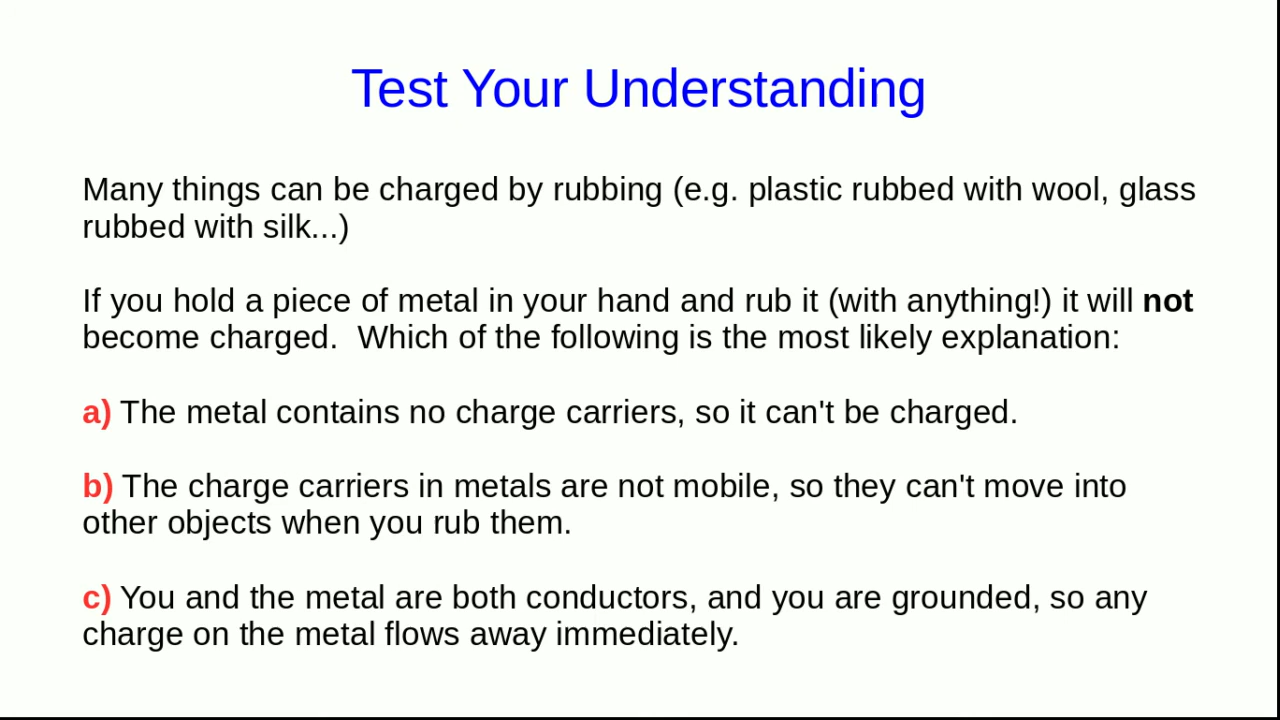 Test Your Understanding
Many things can be charged by rubbing (e.g. plastic rubbed with wool, glass
rubbed with silk...)
If you hold a piece of metal in your hand and rub it (with anything!) it will not
become charged.  Which of the following is the most likely explanation:
a) The metal contains no charge carriers, so it can't be charged.
b) The charge carriers in metals are not mobile, so they can't move into
other objects when you rub them.
c) You and the metal are both conductors, and you are grounded, so any
charge on the metal flows away immediately.